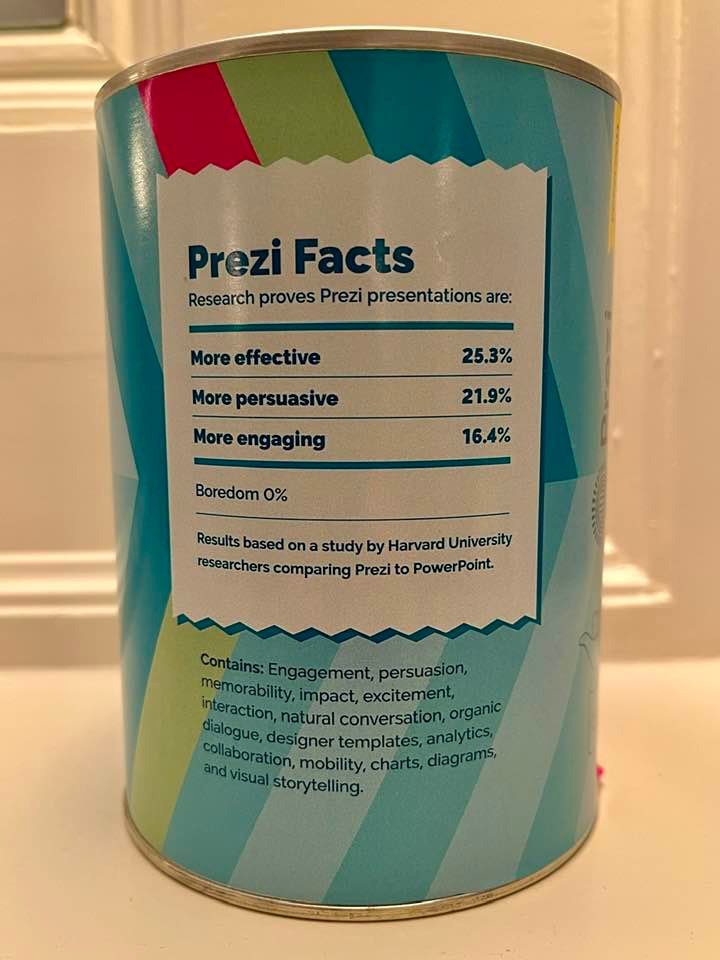 Prezi Facts
Research proves Prezi presentations are:
More effective 25.3%
More persuasive 21.9%
More engaging 16.4%
Boredom 0%
Results based on a study by Harvard University
researchers comparing Prezi to PowerPoint.
Contains: Engagement, persuasion,
memorability, impact, excitement,
interaction, natural conversation, organic
dialogue, designer templates, analytics,
collaboration, mobility, charts, diagrams,
and visual storytelling.
Prezi